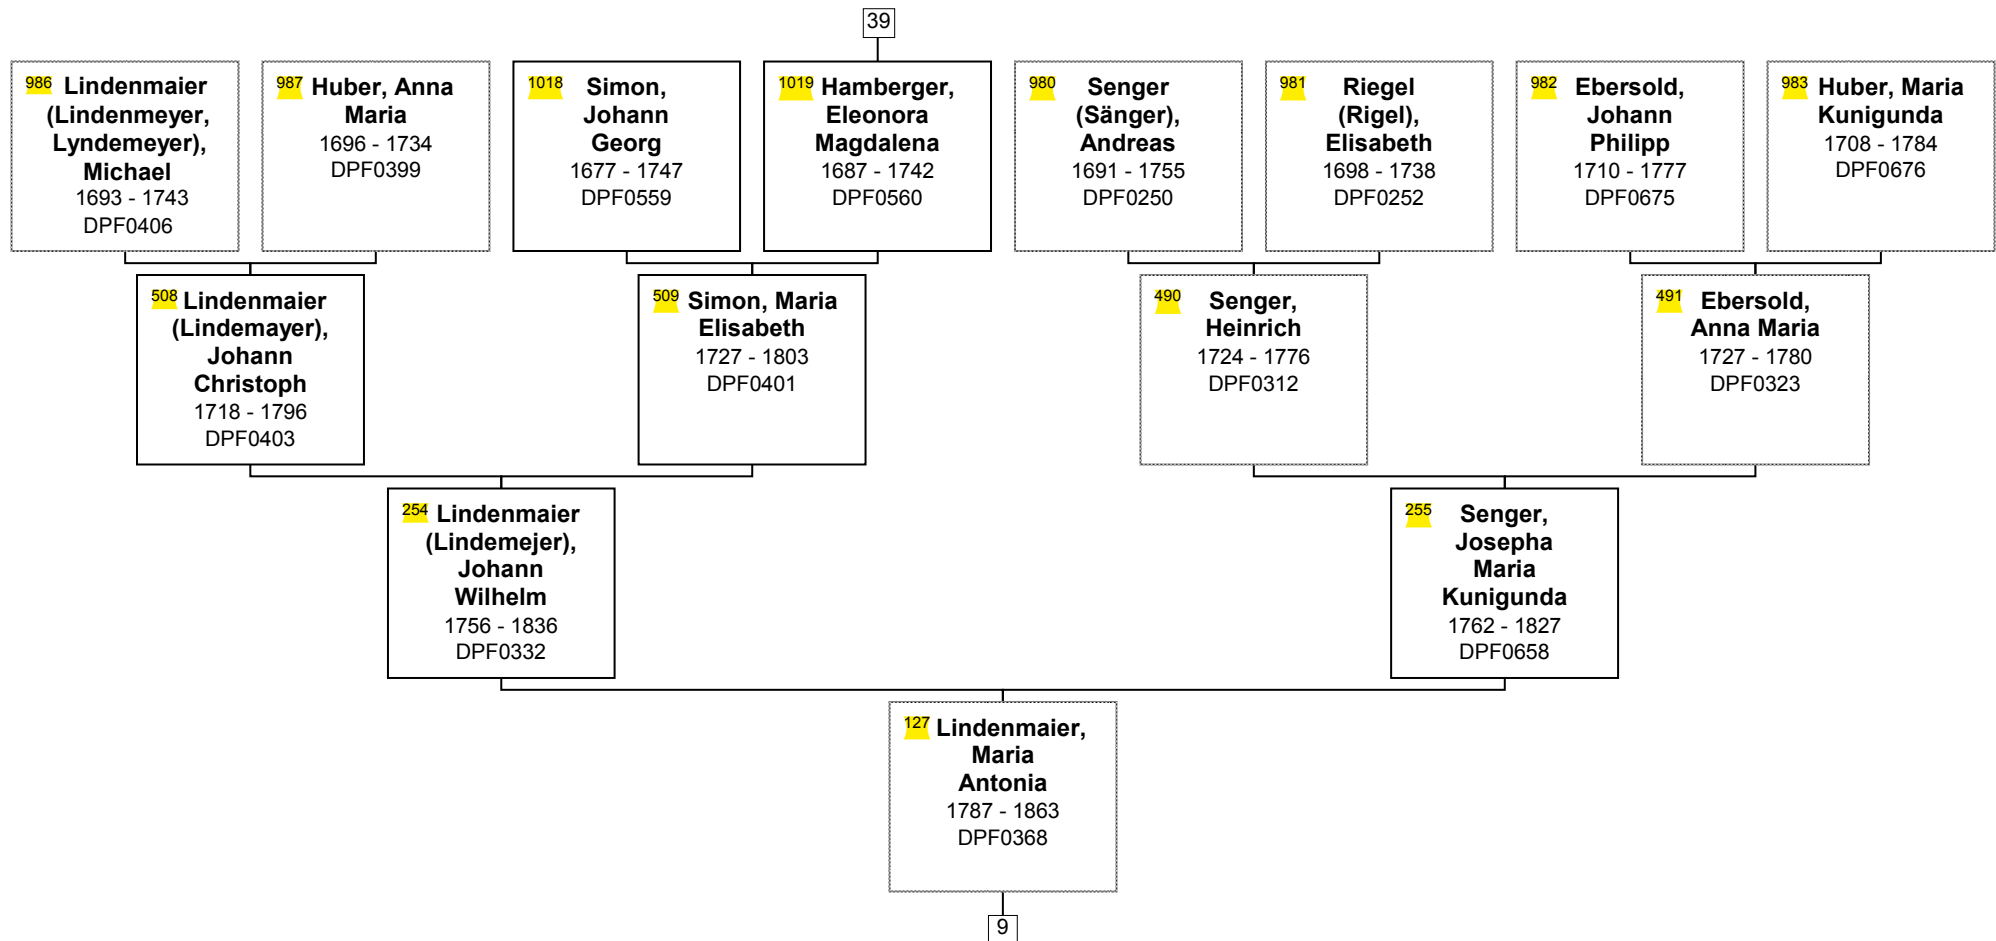 39
986 Lindenmaier
(Lindenmeyer,
Lyndemeyer),
Michael
1693 - 1743
DPF0406
987 Huber, Anna
Maria
1696 - 1734
DPF0399
1018 Simon,
Johann
Georg
1677 - 1747
DPF0559
1019 Hamberger,
Eleonora
Magdalena
1687 - 1742
DPF0560
980 Senger
(Sänger),
Andreas
1691 - 1755
DPF0250
981 Riegel
(Rigel),
Elisabeth
1698 - 1738
DPF0252
982 Ebersold,
Johann
Philipp
1710 - 1777
DPF0675
983 Huber, Maria
Kunigunda
1708 - 1784
DPF0676
508 Lindenmaier
(Lindemayer),
Johann
Christoph
1718 - 1796
DPF0403
509 Simon, Maria
Elisabeth
1727 - 1803
DPF0401
490 Senger,
Heinrich
1724 - 1776
DPF0312
491 Ebersold,
Anna Maria
1727 - 1780
DPF0323
254 Lindenmaier
(Lindemejer),
Johann
Wilhelm
1756 - 1836
DPF0332
255 Senger,
Josepha
Maria
Kunigunda
1762 - 1827
DPF0658
127 Lindenmaier,
Maria
Antonia
1787 - 1863
DPF0368
9